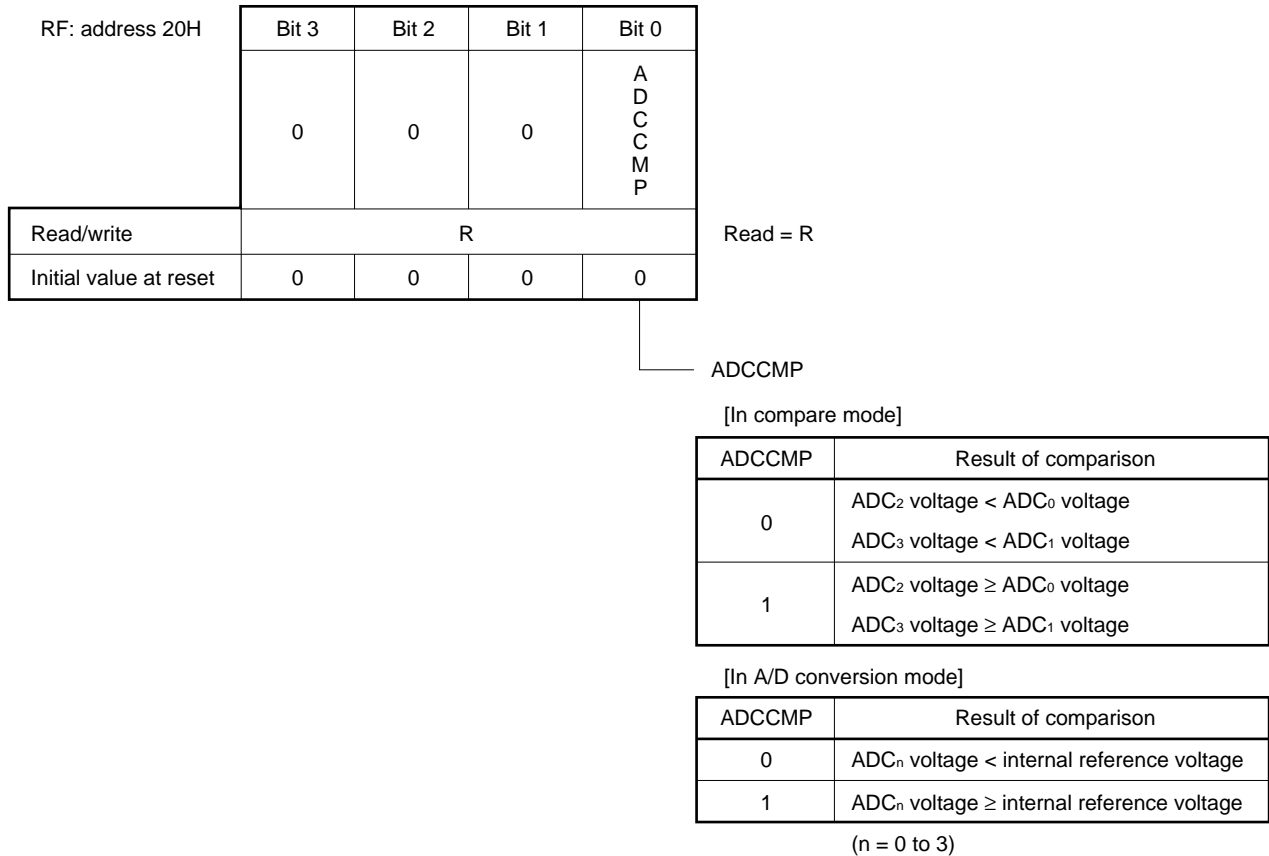 RF: address 20H Bit 3 Bit 2 Bit 1 Bit 0
0 0 0 ADCCMP
Read/write R Read = R
Initial value at reset 0 0 0 0
ADCCMP
[In compare mode]
ADCCMP Result of comparison
0 ADC₂ voltage < ADC₀ voltage
ADC₃ voltage < ADC₁ voltage
1 ADC₂ voltage ≥ ADC₀ voltage
ADC₃ voltage ≥ ADC₁ voltage
[In A/D conversion mode]
ADCCMP Result of comparison
0 ADCₙ voltage < internal reference voltage
1 ADCₙ voltage ≥ internal reference voltage
(n = 0 to 3)